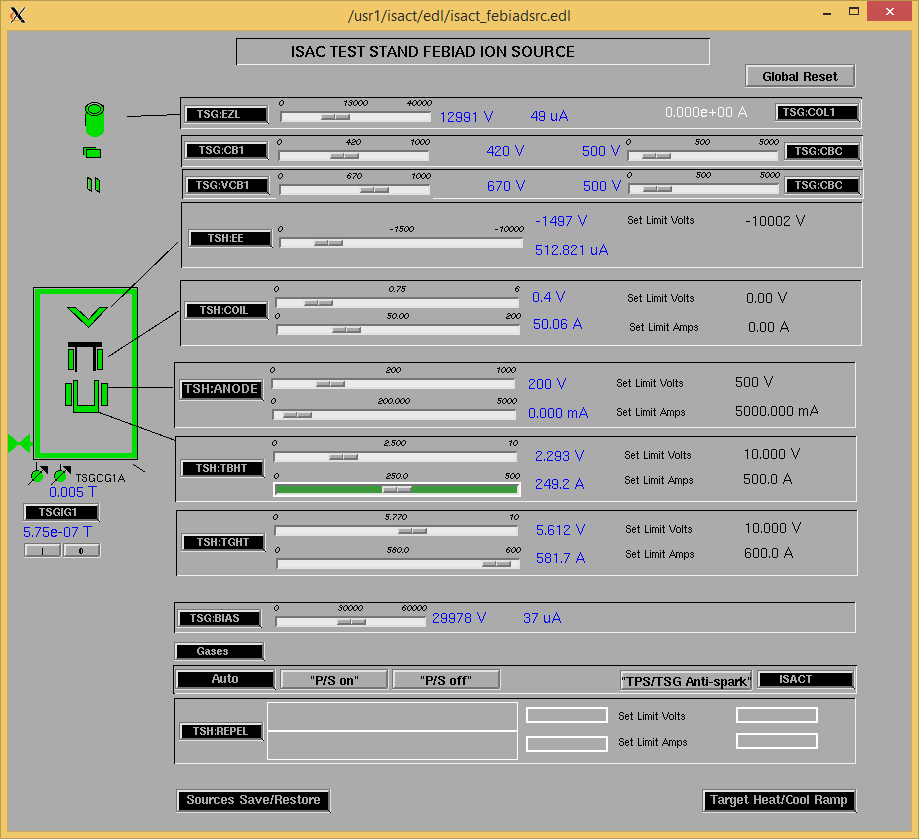 /usr1/isact/edl/isact_febiadsrc.edl
ISAC TEST STAND FEBIAD ION SOURCE
Global Reset
TSG:EZL 0 13000 40000 12991 V 49 uA 0.000e+00 A TSG:COL1
TSG:CB1 0 420 1000 420 V 500 V 0 500 5000 TSG:CBC
TSG:VCB1 0 670 1000 670 V 500 V 0 500 5000 TSG:CBC
TSH:EE 0 -1500 -10000 -1497 V Set Limit Volts -10002 V
512.821 uA
TSH:COIL 0 0.75 6 0.4 V Set Limit Volts 0.00 V
0 50.00 200 50.06 A Set Limit Amps 0.00 A
TSH:ANODE 0 200 1000 200 V Set Limit Volts 500 V
0 200.000 5000 0.000 mA Set Limit Amps 5000.000 mA
TSH:TBHT 0 2.500 10 2.293 V Set Limit Volts 10.000 V
0 250.0 500 249.2 A Set Limit Amps 500.0 A
TSGCG1A
0.005 T
TSGIG1
5.75e-07 T
I 0
TSH:TGHT 0 5.770 10 5.612 V Set Limit Volts 10.000 V
0 580.0 600 581.7 A Set Limit Amps 600.0 A
TSG:BIAS 0 30000 60000 29978 V 37 uA
Gases
Auto "P/S on" "P/S off" "TPS/TSG Anti-spark" ISACT
TSH:REPEL Set Limit Volts
Set Limit Amps
Sources Save/Restore Target Heat/Cool Ramp